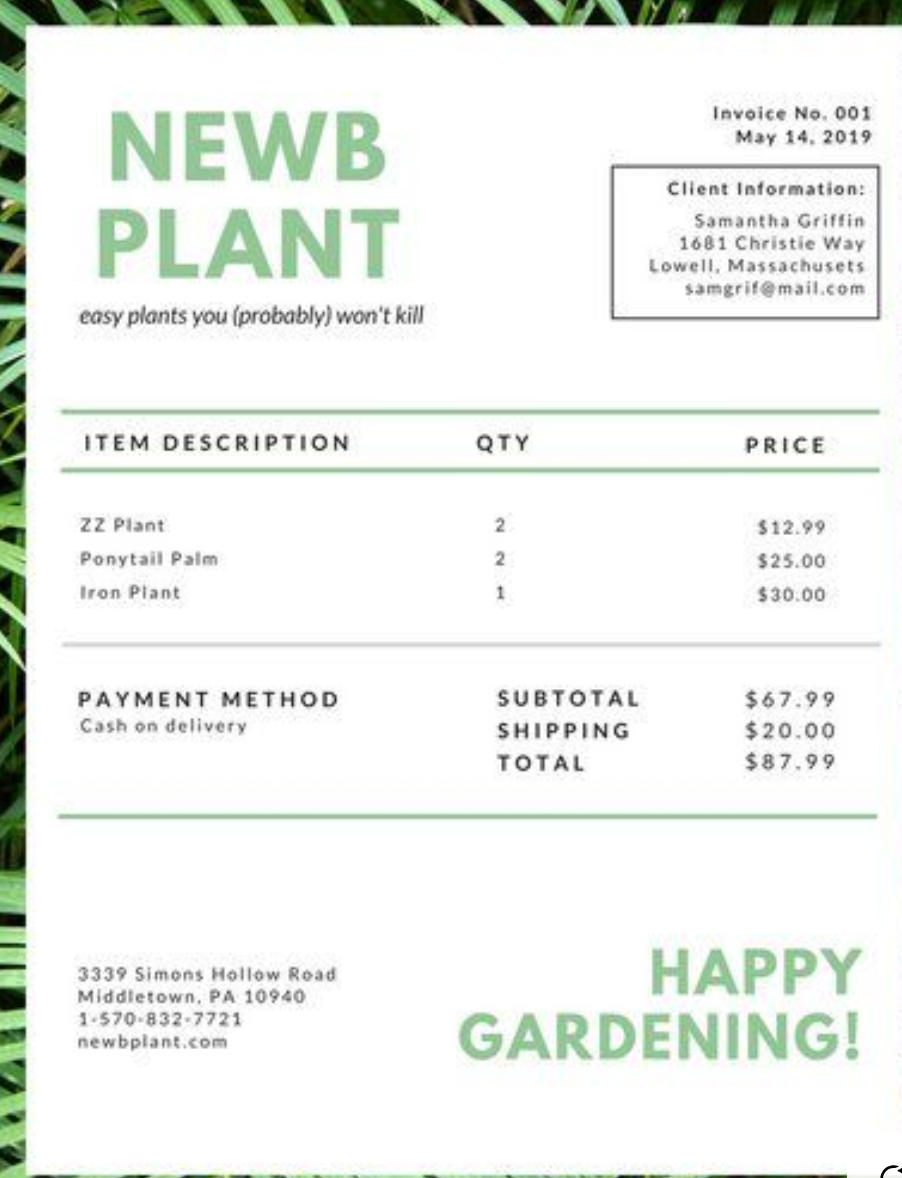 NEWB
PLANT
easy plants you (probably) won't kill
Invoice No. 001
May 14, 2019
Client Information:
Samantha Griffin
1681 Christie Way
Lowell, Massachusets
samgrif@mail.com
ITEM DESCRIPTION QTY PRICE
ZZ Plant 2 $12.99
Ponytail Palm 2 $25.00
Iron Plant 1 $30.00
PAYMENT METHOD
Cash on delivery
SUBTOTAL $67.99
SHIPPING $20.00
TOTAL $87.99
3339 Simons Hollow Road
Middletown, PA 10940
1-570-832-7721
newbplant.com
HAPPY
GARDENING!